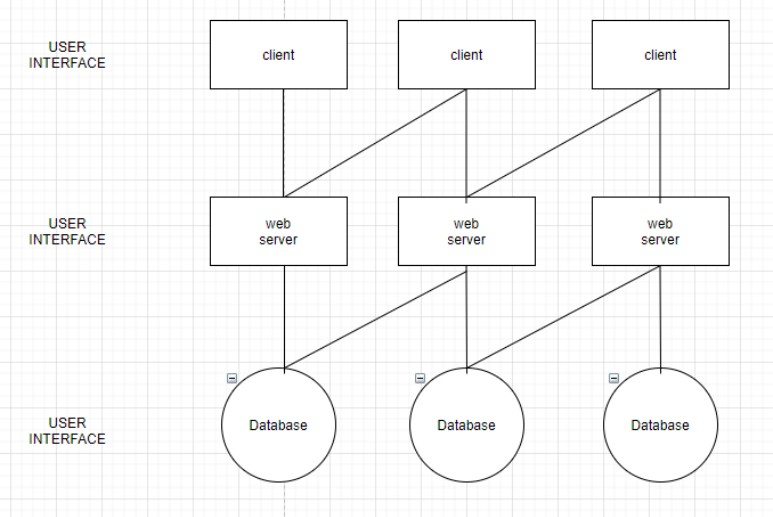 USER
INTERFACE
client
client
client
USER
INTERFACE
web
server
web
server
web
server
USER
INTERFACE
Database
Database
Database